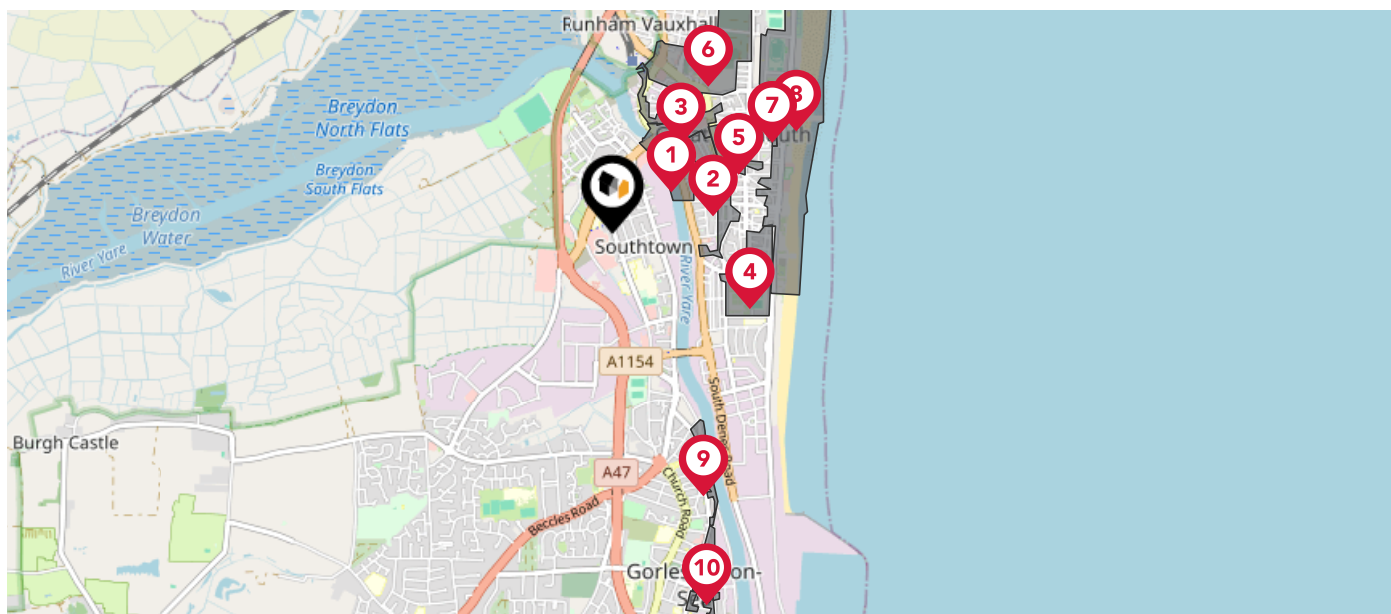 Runham Vauxhall
6
8
7
3
Breydon
North Flats
5
1
Breydon
South Flats
2
Breydon
Water
Southtown
River Yare
River Yare
4
A1154
South Denes Road
Burgh Castle
9
A47
Church Road
Beccles Road
10